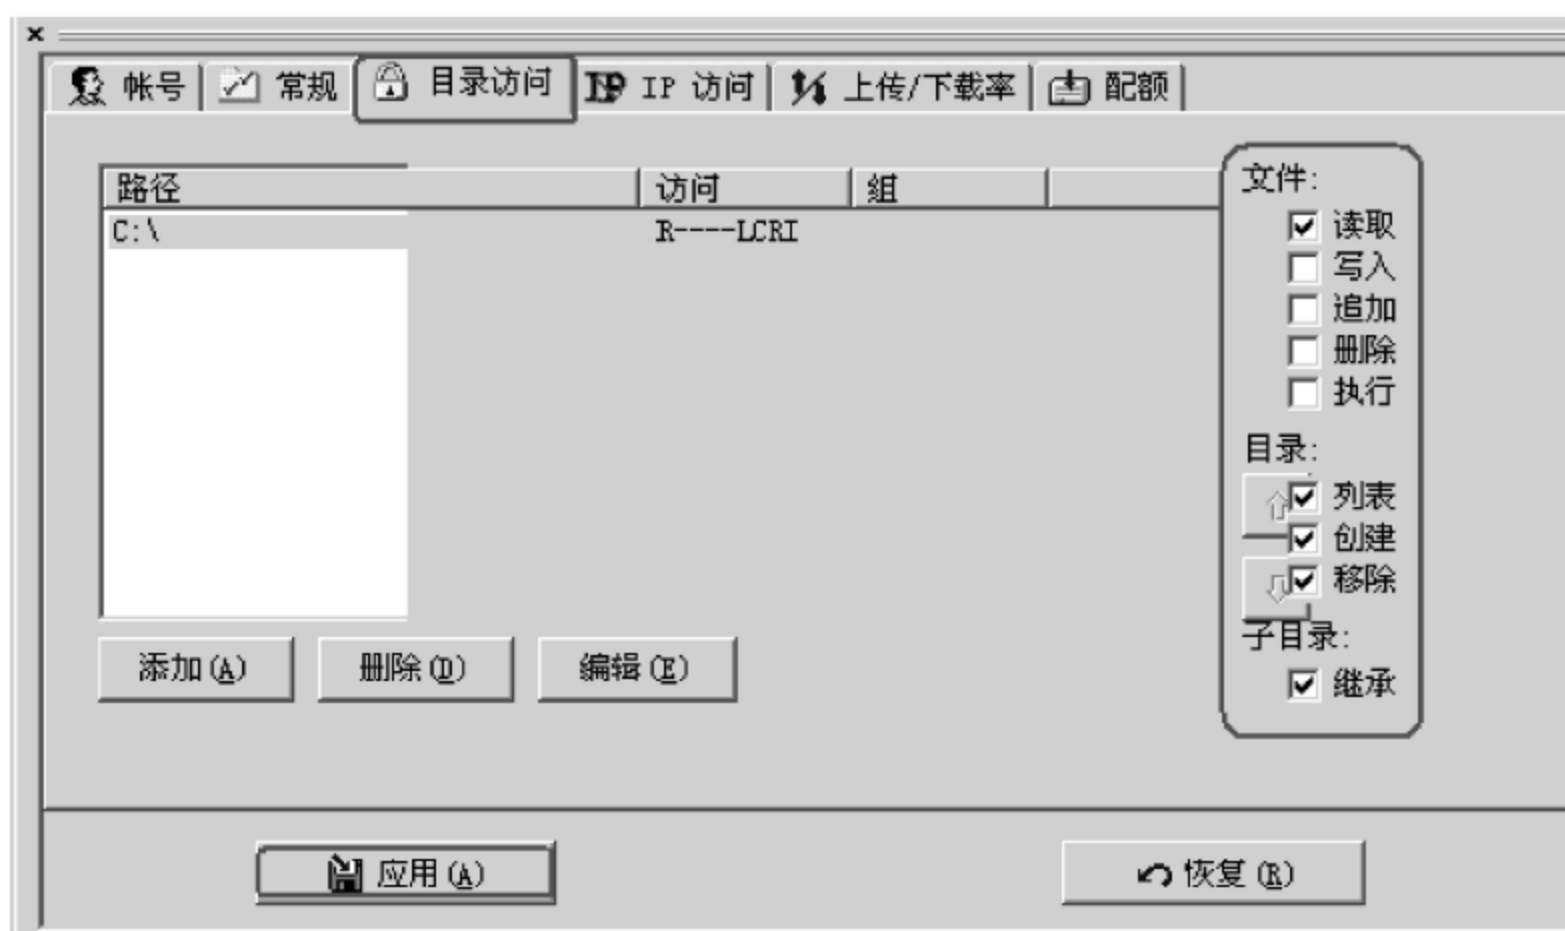 帐号 常规 目录访问 IP 访问 上传/下载率 配额
路径 访问 组
C:\ R----LCRI
文件:
读取
写入
追加
删除
执行
目录:
列表
创建
移除
子目录:
继承
添加(A) 删除(D) 编辑(E)
应用(A) 恢复(R)